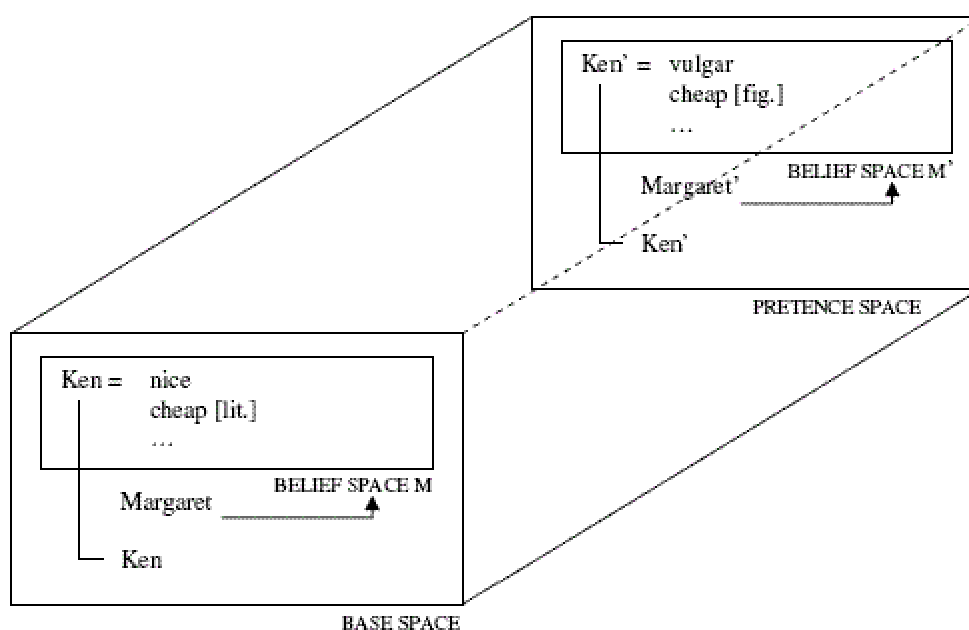 Ken’ = vulgar
cheap [fig.]
…
BELIEF SPACE M’
Margaret’
Ken’
PRETENCE SPACE
Ken = nice
cheap [lit.]
…
BELIEF SPACE M
Margaret
Ken
BASE SPACE